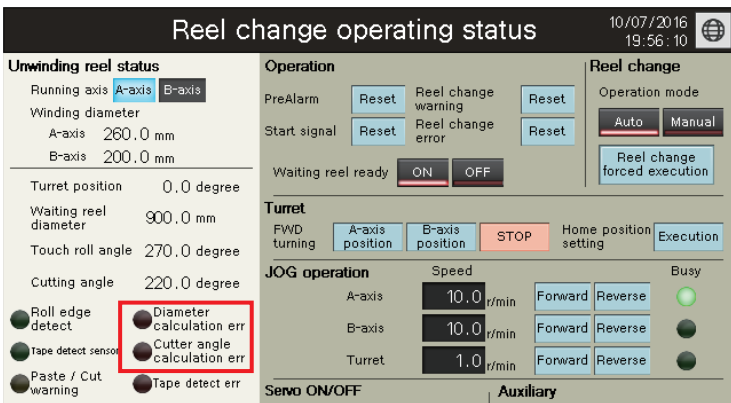 Reel change operating status
10/07/2016
19:56:10
Unwinding reel status
Running axis A-axis B-axis
Winding diameter
A-axis 260.0 mm
B-axis 200.0 mm
Turret position 0.0 degree
Waiting reel
diameter 900.0 mm
Touch roll angle 270.0 degree
Cutting angle 220.0 degree
Roll edge
detect
Diameter
calculation err
Tape detect sensor
Cutter angle
calculation err
Paste / Cut
warning
Tape detect err
Operation
PreAlarm Reset
Reel change
warning
Reset
Start signal Reset
Reel change
error
Reset
Waiting reel ready ON OFF
Reel change
Operation mode
Auto Manual
Reel change
forced execution
Turret
FWD
turning
A-axis
position
B-axis
position
STOP
Home position
setting
Execution
JOG operation Speed Busy
A-axis 10.0 r/min Forward Reverse
B-axis 10.0 r/min Forward Reverse
Turret 1.0 r/min Forward Reverse
Servo ON/OFF Auxiliary